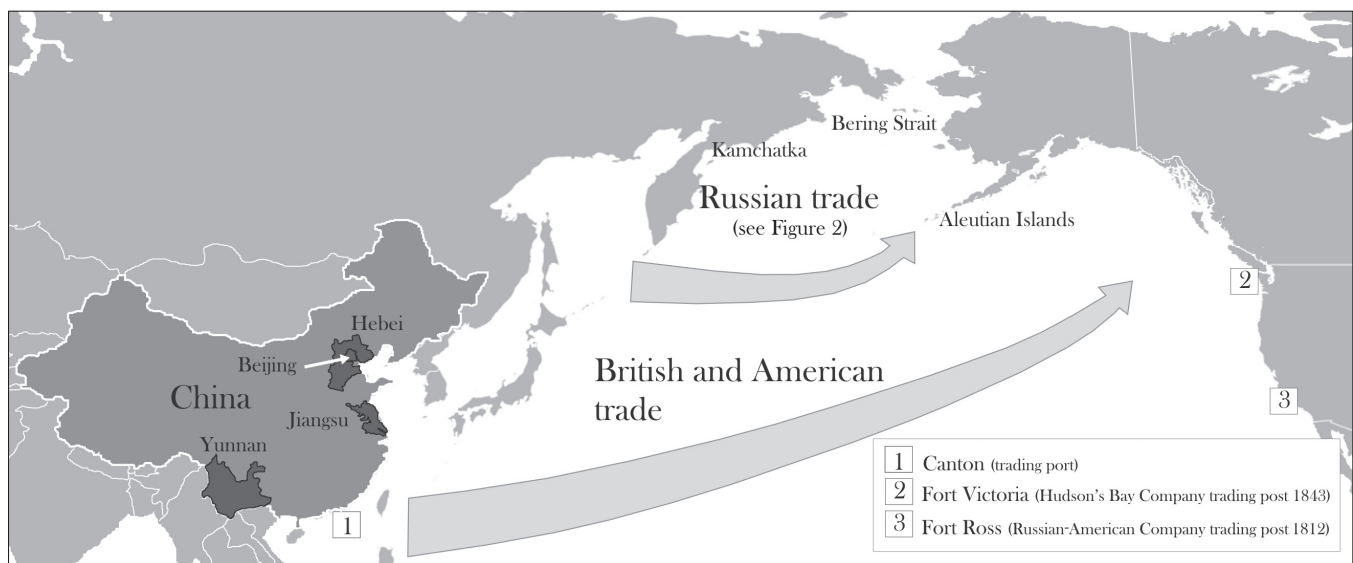 Bering Strait
Kamchatka
Russian trade
(see Figure 2)
Aleutian Islands
2
Hebei
Beijing
China
British and American
trade
3
Jiangsu
Yunnan
1
1 Canton (trading port)
2 Fort Victoria (Hudson's Bay Company trading post 1843)
3 Fort Ross (Russian-American Company trading post 1812)